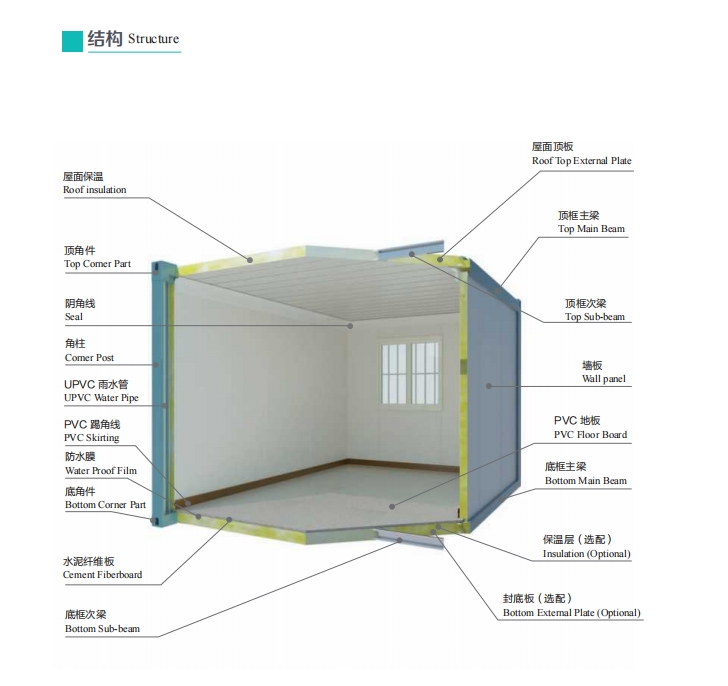 结构 Structure
屋面保温
Roof insulation
顶角件
Top Corner Part
阴角线
Seal
角柱
Corner Post
UPVC 雨水管
UPVC Water Pipe
PVC 踢角线
PVC Skirting
防水膜
Water Proof Film
底角件
Bottom Corner Part
水泥纤维板
Cement Fiberboard
底框次梁
Bottom Sub-beam
屋面顶板
Roof Top External Plate
顶框主梁
Top Main Beam
顶框次梁
Top Sub-beam
墙板
Wall panel
PVC 地板
PVC Floor Board
底框主梁
Bottom Main Beam
保温层（选配）
Insulation (Optional)
封底板（选配）
Bottom External Plate (Optional)